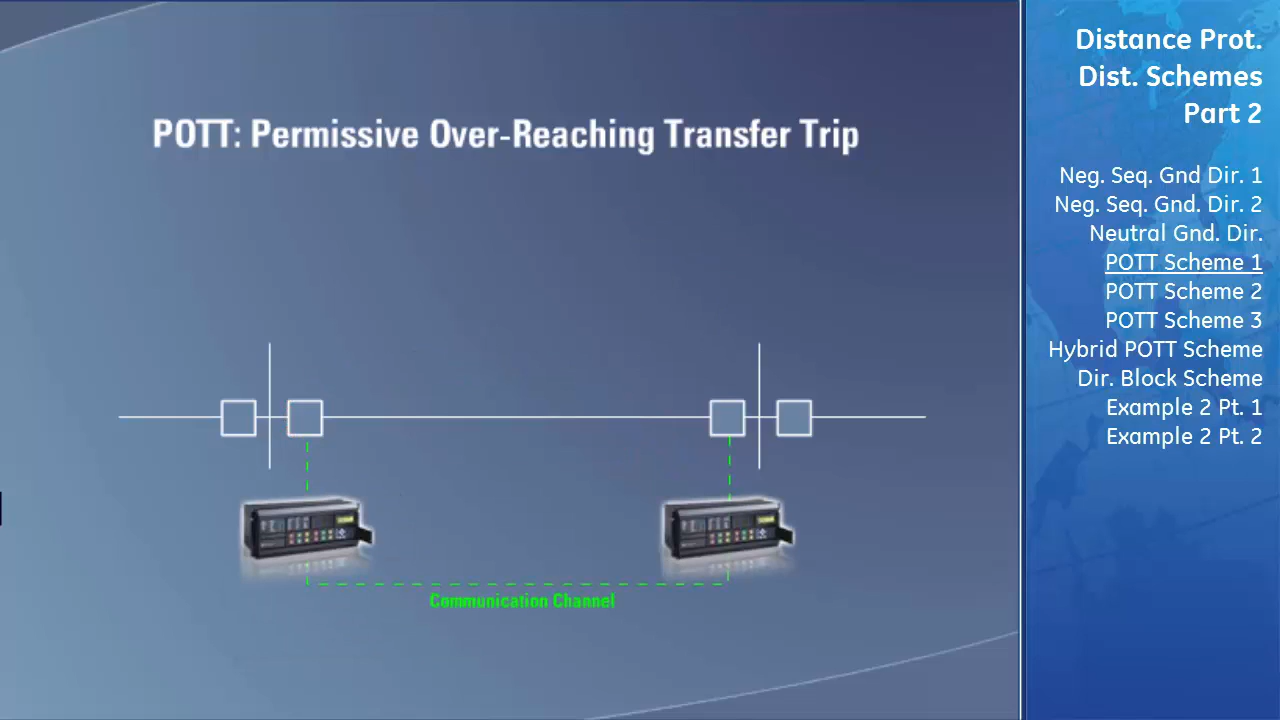 POTT: Permissive Over-Reaching Transfer Trip
Communication Channel
Distance Prot.
Dist. Schemes
Part 2
Neg. Seq. Gnd Dir. 1
Neg. Seq. Gnd. Dir. 2
Neutral Gnd. Dir.
POTT Scheme 1
POTT Scheme 2
POTT Scheme 3
Hybrid POTT Scheme
Dir. Block Scheme
Example 2 Pt. 1
Example 2 Pt. 2